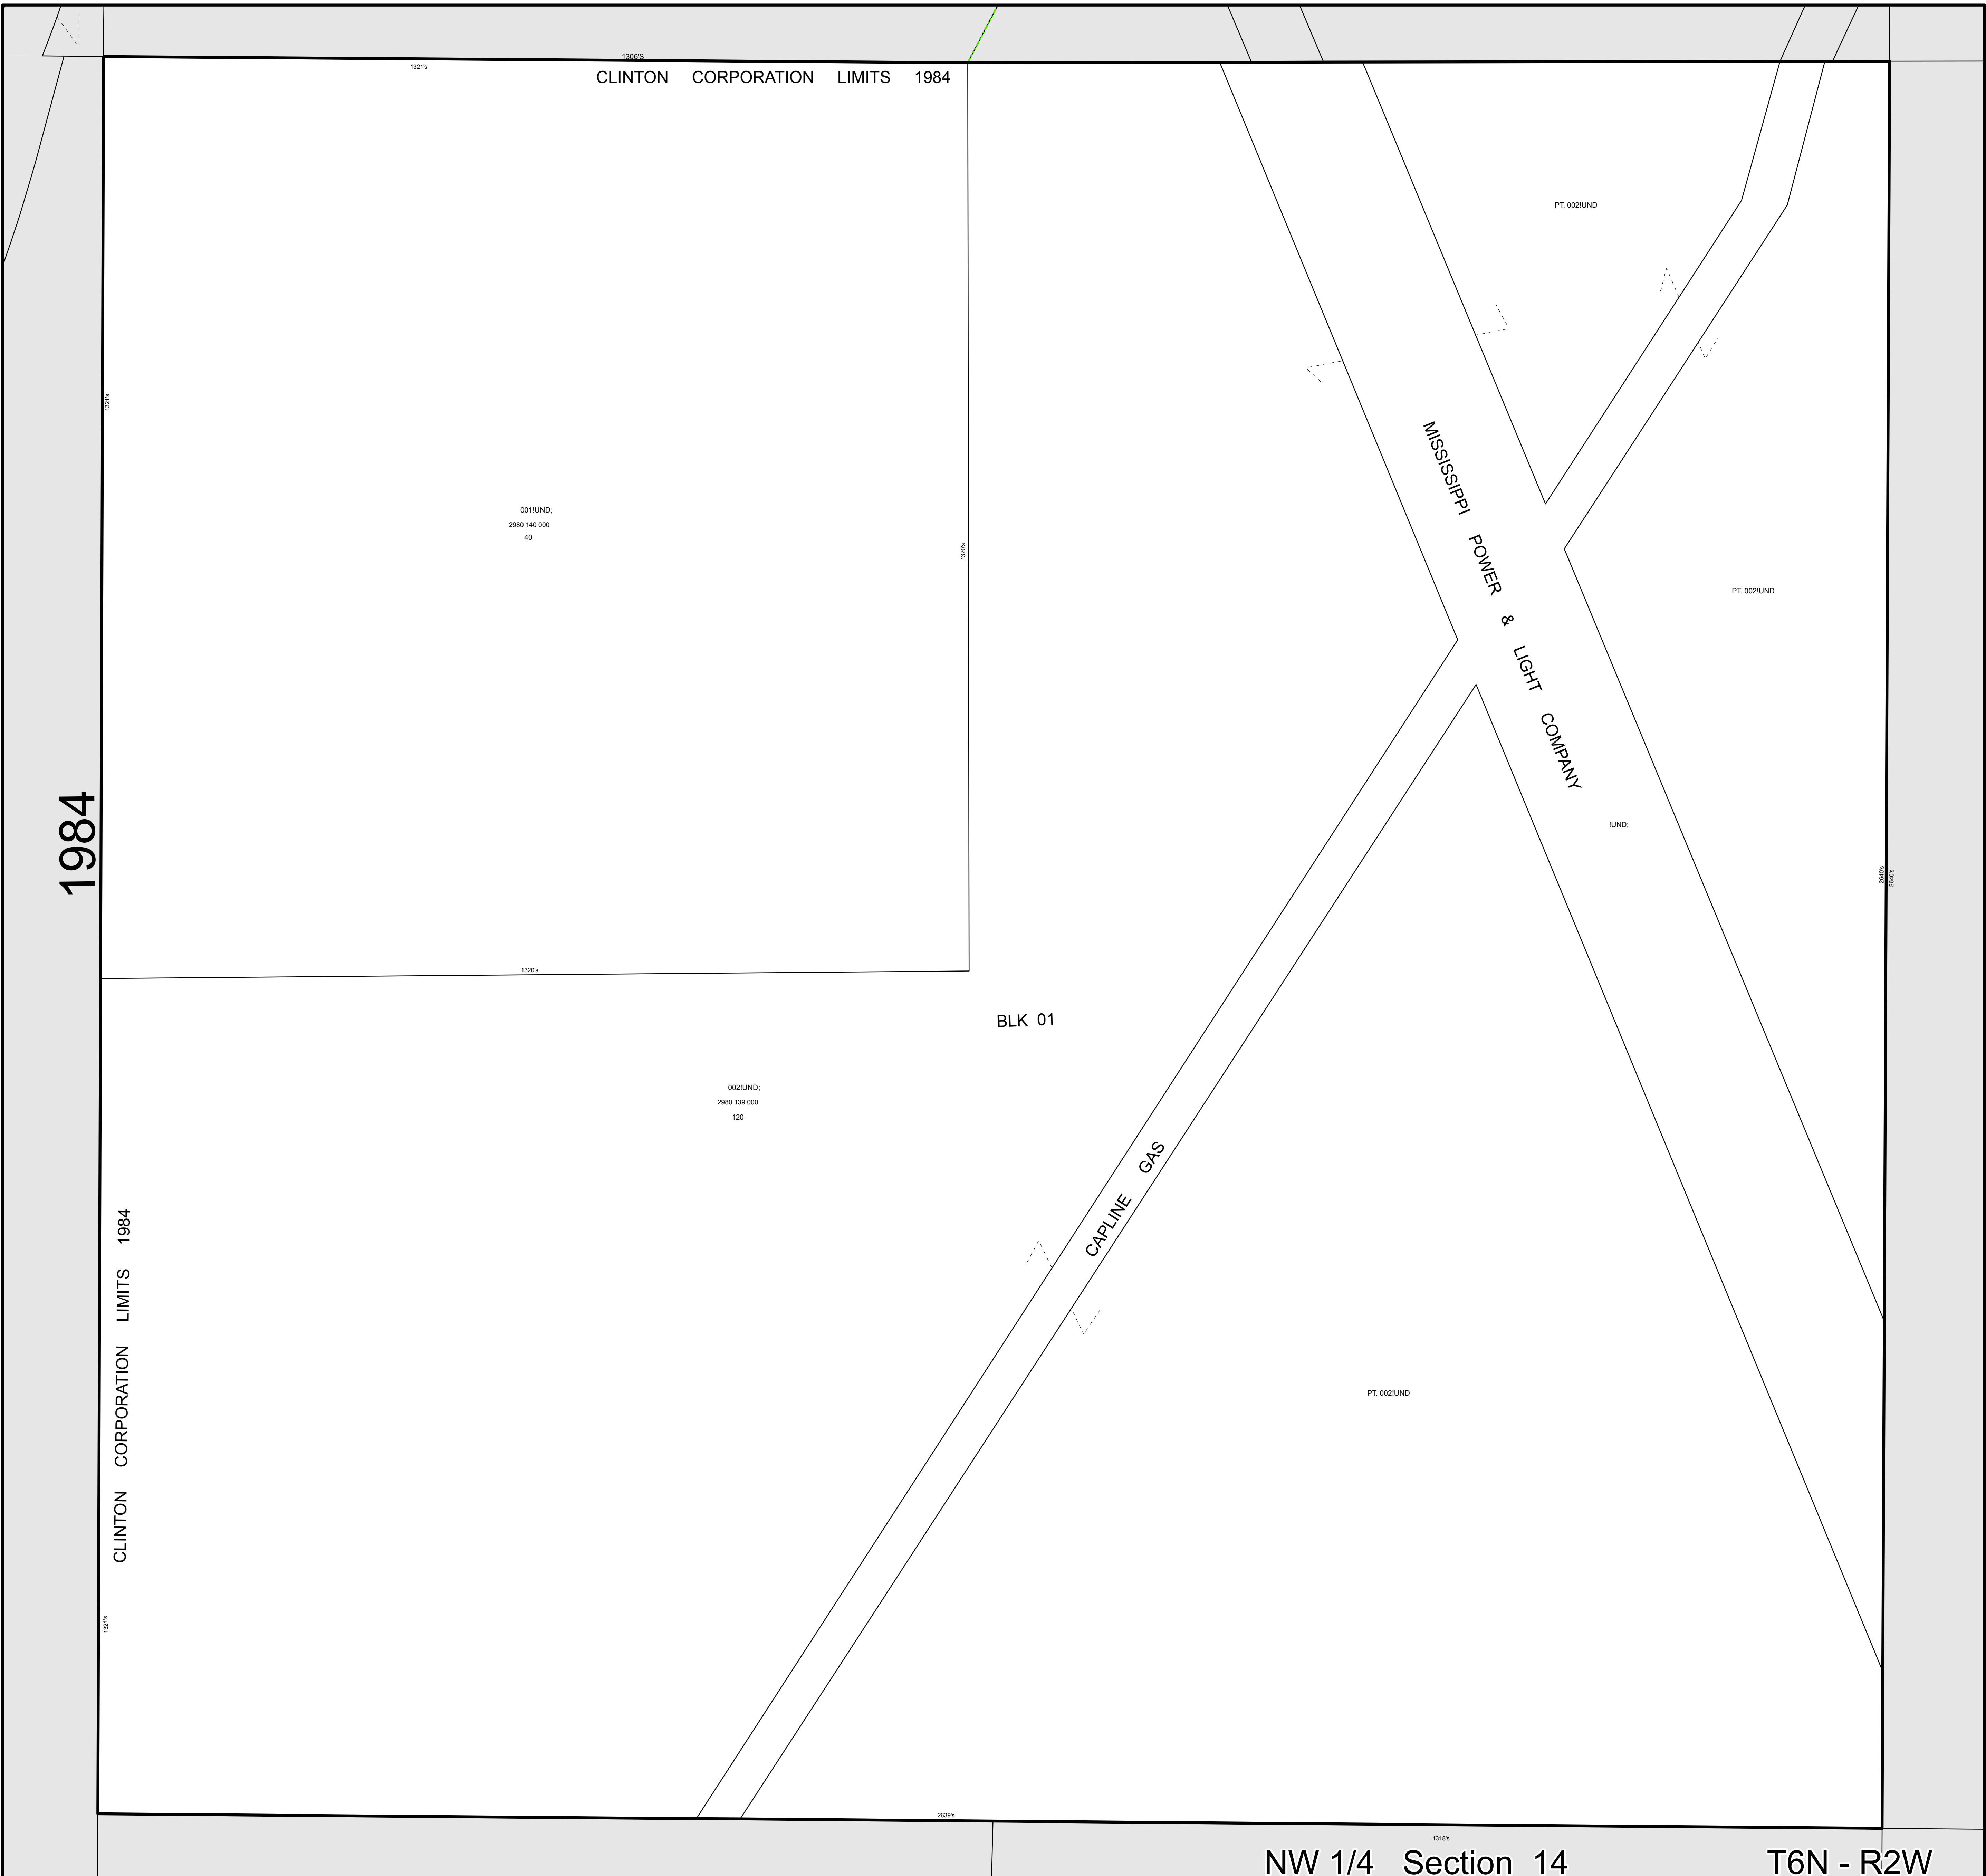 1306'S
1321's
CLINTON CORPORATION LIMITS 1984
PT. 002!UND
1321's
001!UND;
2980 140 000
40
1320's
MISSISSIPPI POWER & LIGHT COMPANY
PT. 002!UND
!UND;
1984
2640's
2640's
1320's
BLK 01
002!UND;
2980 139 000
120
CAPLINE GAS
CLINTON CORPORATION LIMITS 1984
PT. 002!UND
1321's
2639's
1318's
NW 1/4 Section 14
T6N - R2W